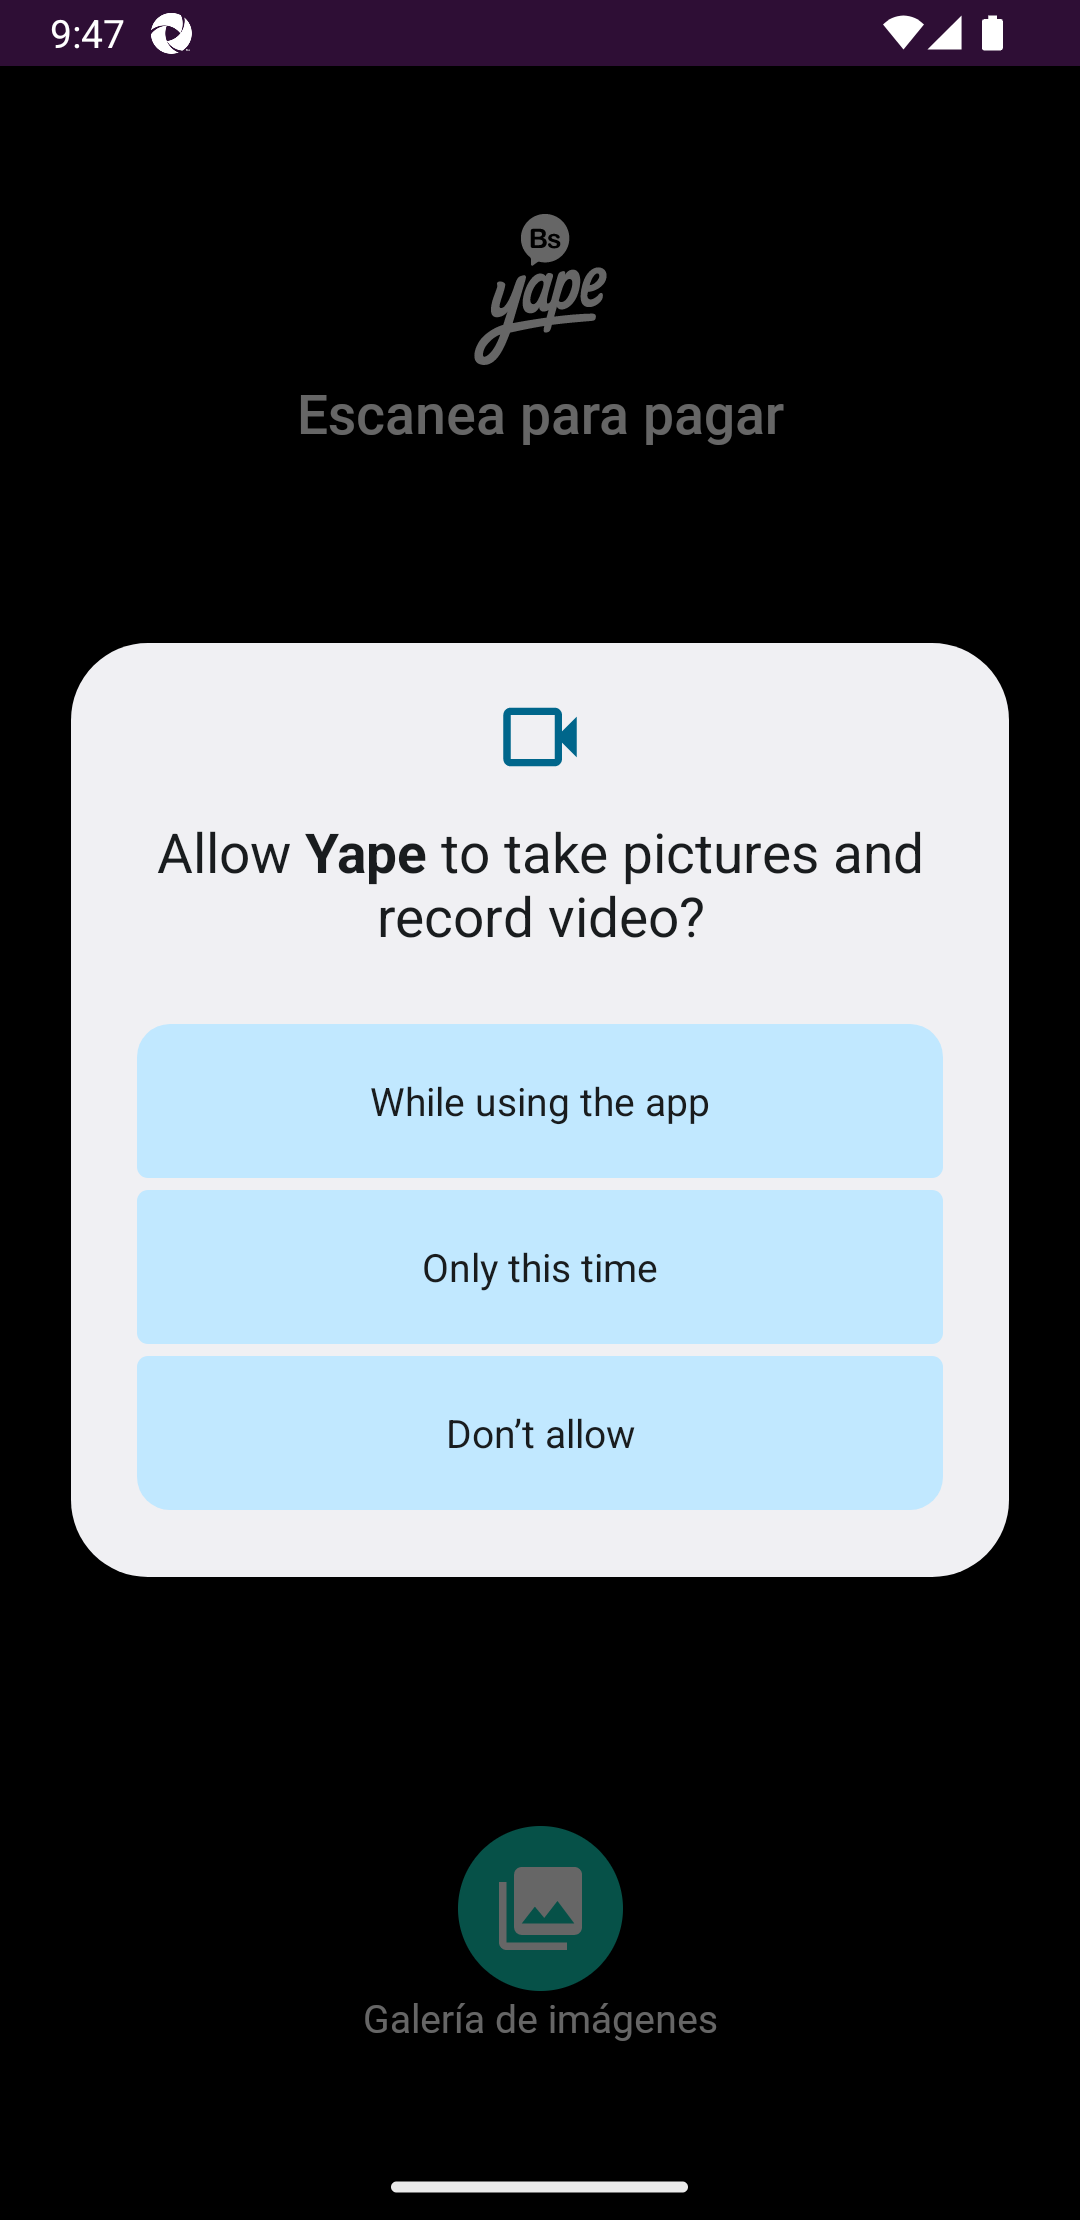 9:47
Bs
yape
Escanea para pagar
Allow Yape to take pictures and
record video?
While using the app
Only this time
Don’t allow
Galería de imágenes